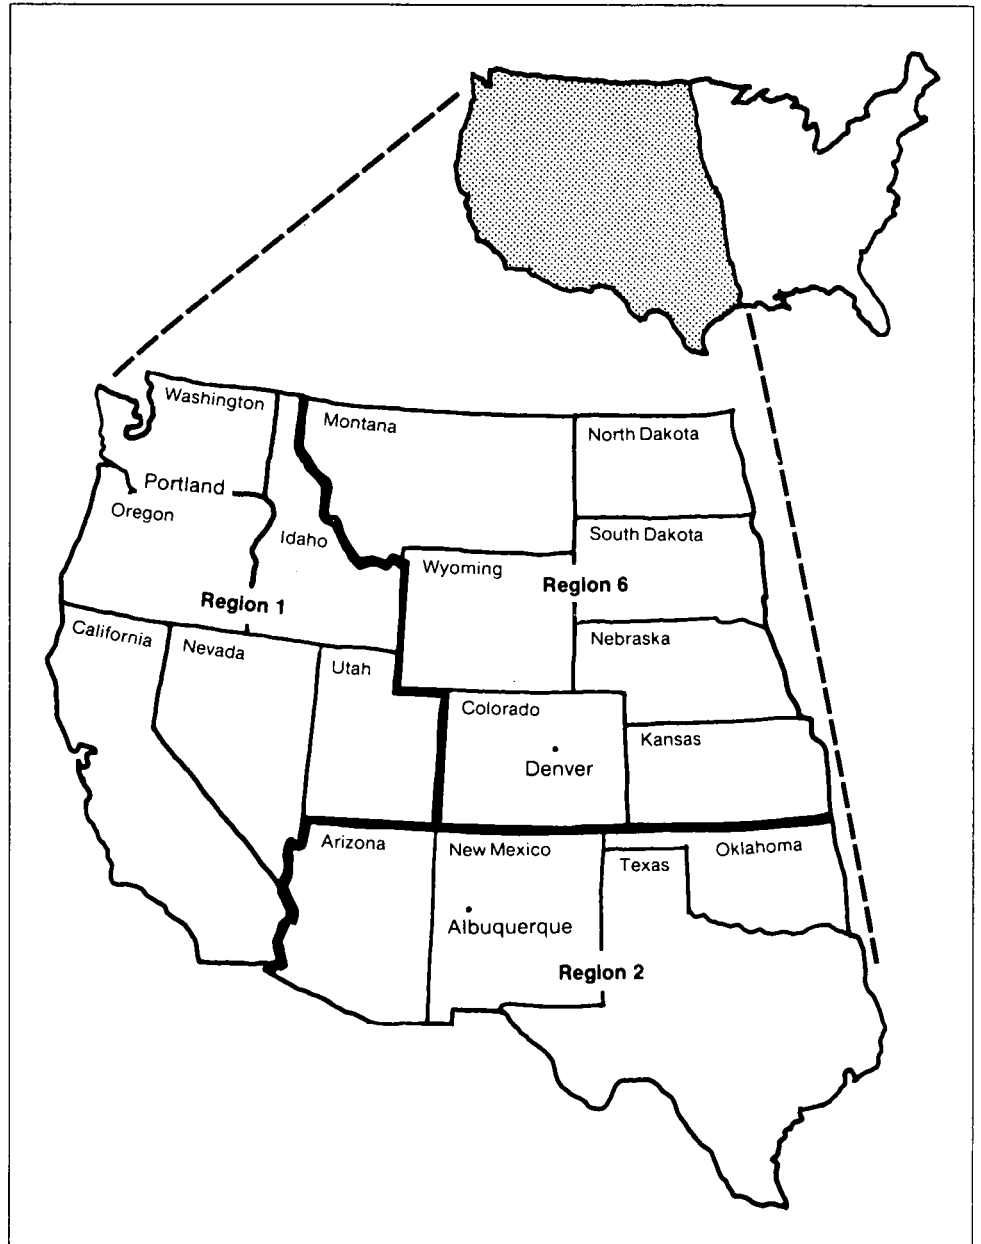 Washington
Montana
North Dakota
Portland
Oregon
Idaho
South Dakota
Wyoming
Region 6
Region 1
California
Nevada
Utah
Nebraska
Colorado
Kansas
Denver
Arizona
New Mexico
Texas
Oklahoma
Albuquerque
Region 2